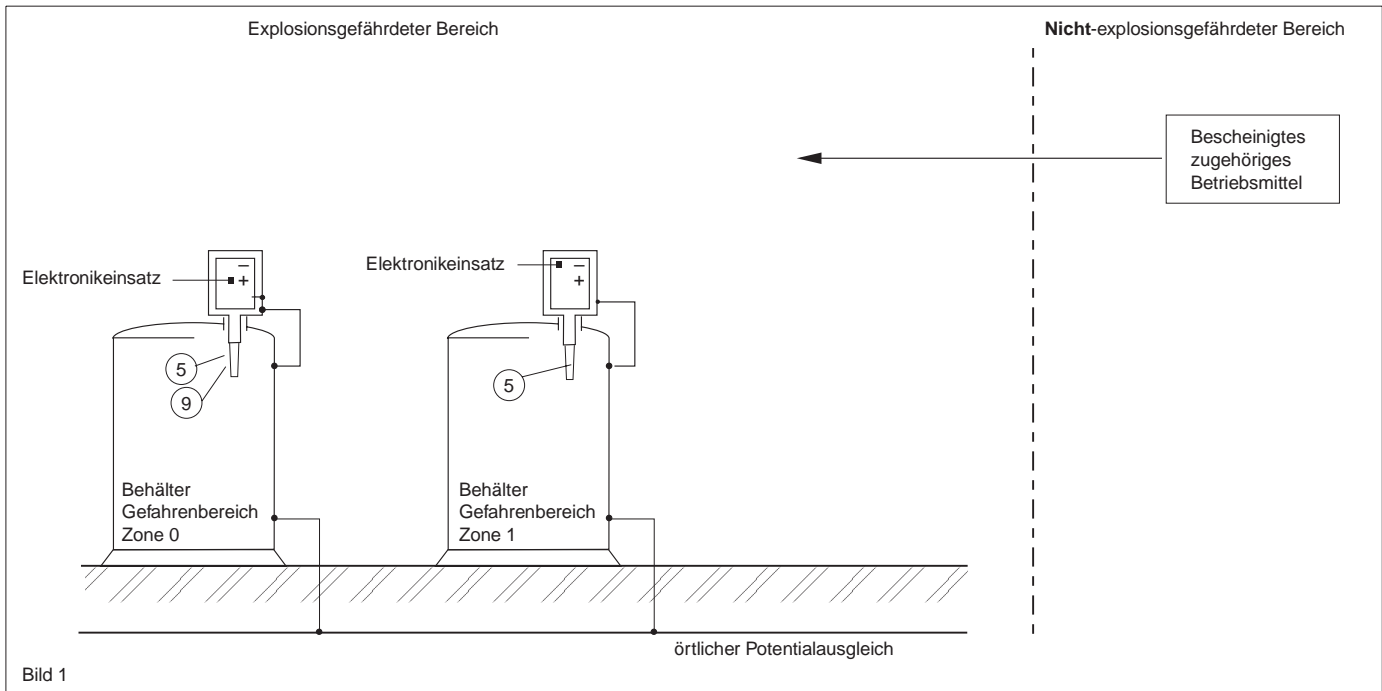 Explosionsgefährdeter Bereich
Nicht-explosionsgefährdeter Bereich
Bescheinigtes
zugehöriges
Betriebsmittel
Elektronikeinsatz
–
+
Elektronikeinsatz
–
+
5
9
5
Behälter
Gefahrenbereich
Zone 0
Behälter
Gefahrenbereich
Zone 1
örtlicher Potentialausgleich
Bild 1